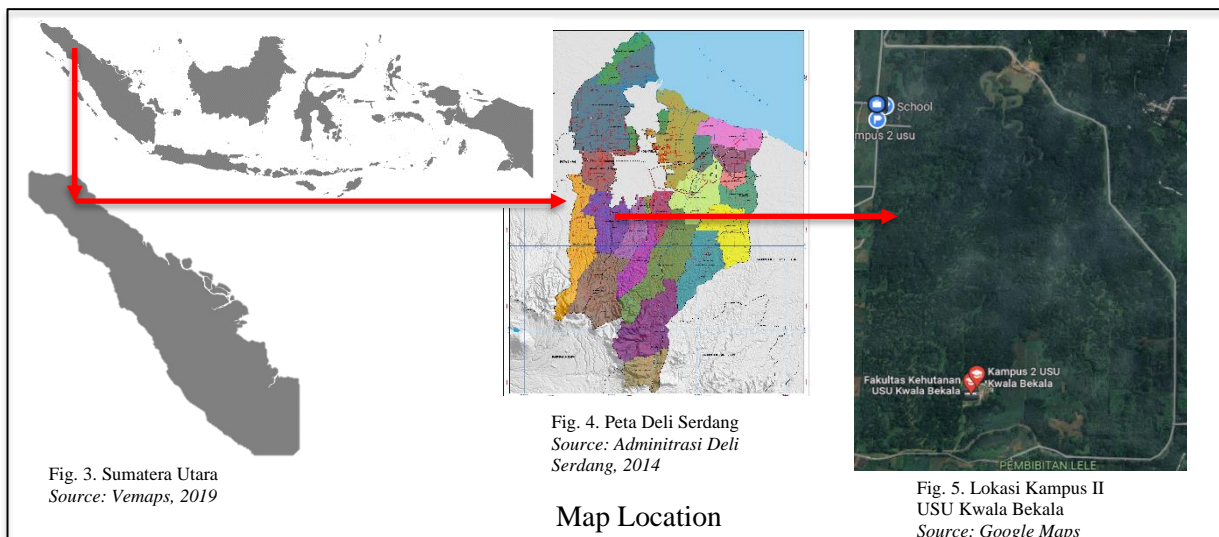 School
mpus 2 usu
Kampus 2 USU
Kwala Bekala
Fakultas Kehutanan
USU Kwala Bekala
PEMBIBITAN LELE
Fig. 3. Sumatera Utara
Source: Vemaps, 2019
Fig. 4. Peta Deli Serdang
Source: Adminitrasi Deli
Serdang, 2014
Fig. 5. Lokasi Kampus II
USU Kwala Bekala
Source: Google Maps
Map Location